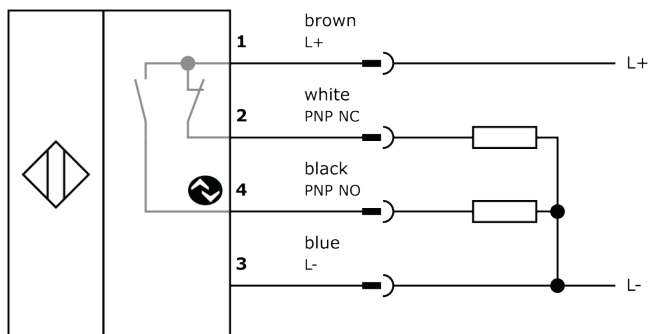 brown
1 L+ L+
white
2 PNP NC
black
4 PNP NO
blue
3 L- L-